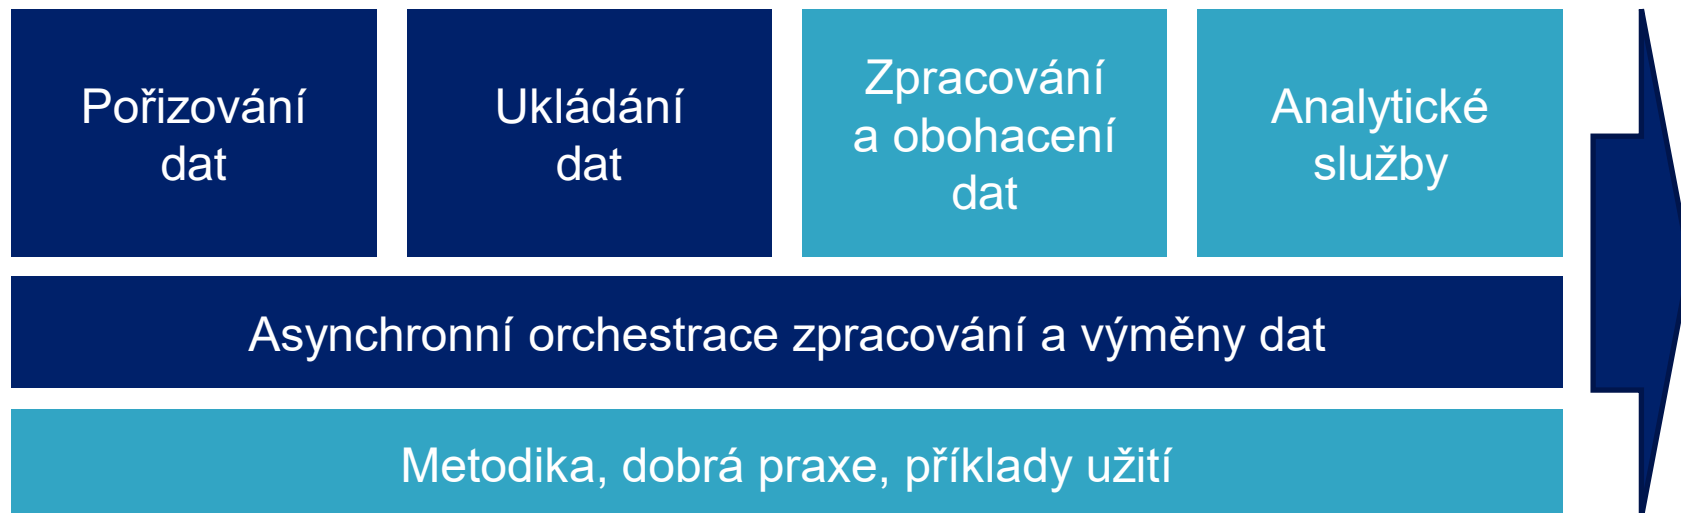 Pořizování
dat
Ukládání
dat
Zpracování
a obohacení
dat
Analytické
služby
Asynchronní orchestrace zpracování a výměny dat
Metodika, dobrá praxe, příklady užití